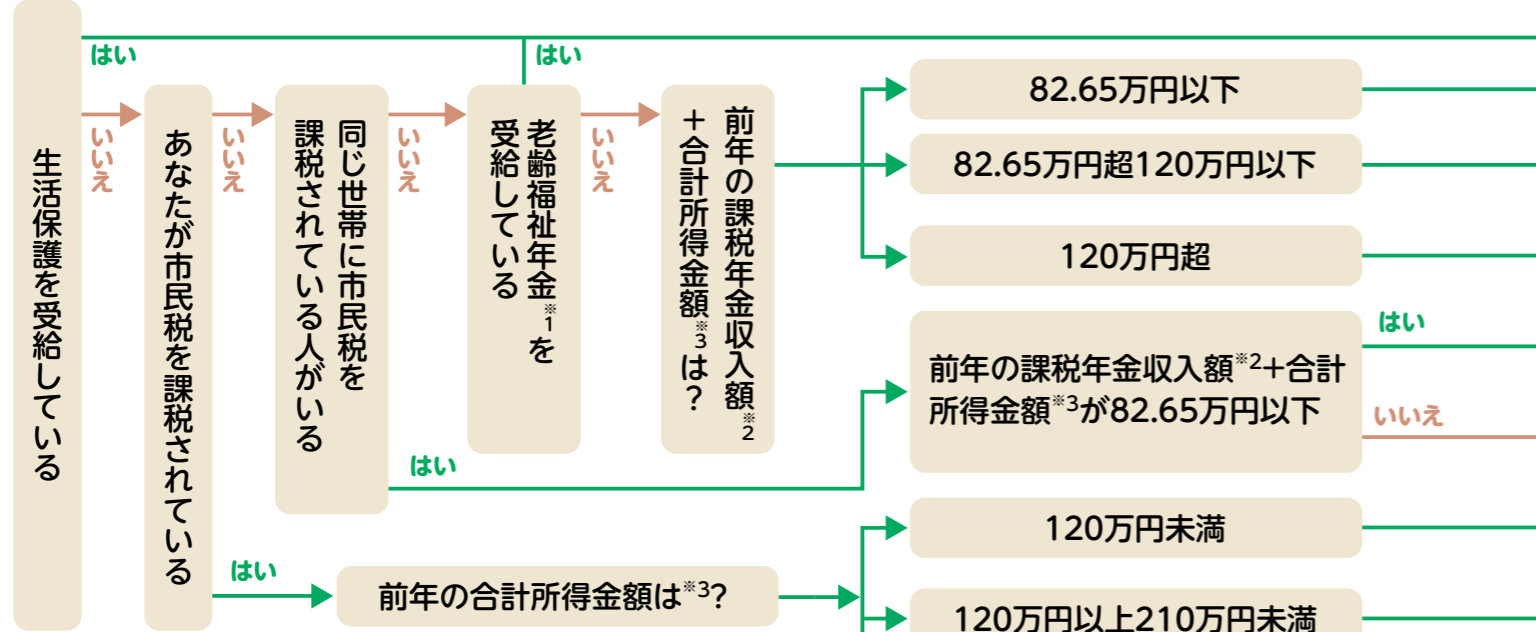 生活保護を受給している
はい
いいえ
あなたが市民税を課税されている
いいえ
同じ世帯に市民税を
課税されている人がいる
いいえ
老齢福祉年金※1を
受給している
はい
いいえ
前年の課税年金収入額※2
＋合計所得金額※3は？
82.65万円以下
82.65万円超120万円以下
120万円超
はい
前年の課税年金収入額※2+合計
所得金額※3が82.65万円以下
はい
いいえ
はい
前年の合計所得金額は※3?
120万円未満
120万円以上210万円未満